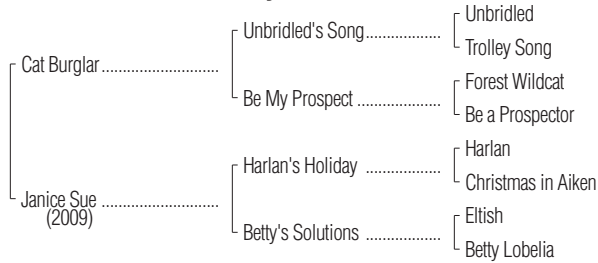 Unbridled
Unbridled's Song..................
Trolley Song
Cat Burglar ............................
Forest Wildcat
Be My Prospect ....................
Be a Prospector
Harlan
Harlan's Holiday ..................
Christmas in Aiken
Janice Sue ............................
(2009)
Eltish
Betty's Solutions ..................
Betty Lobelia